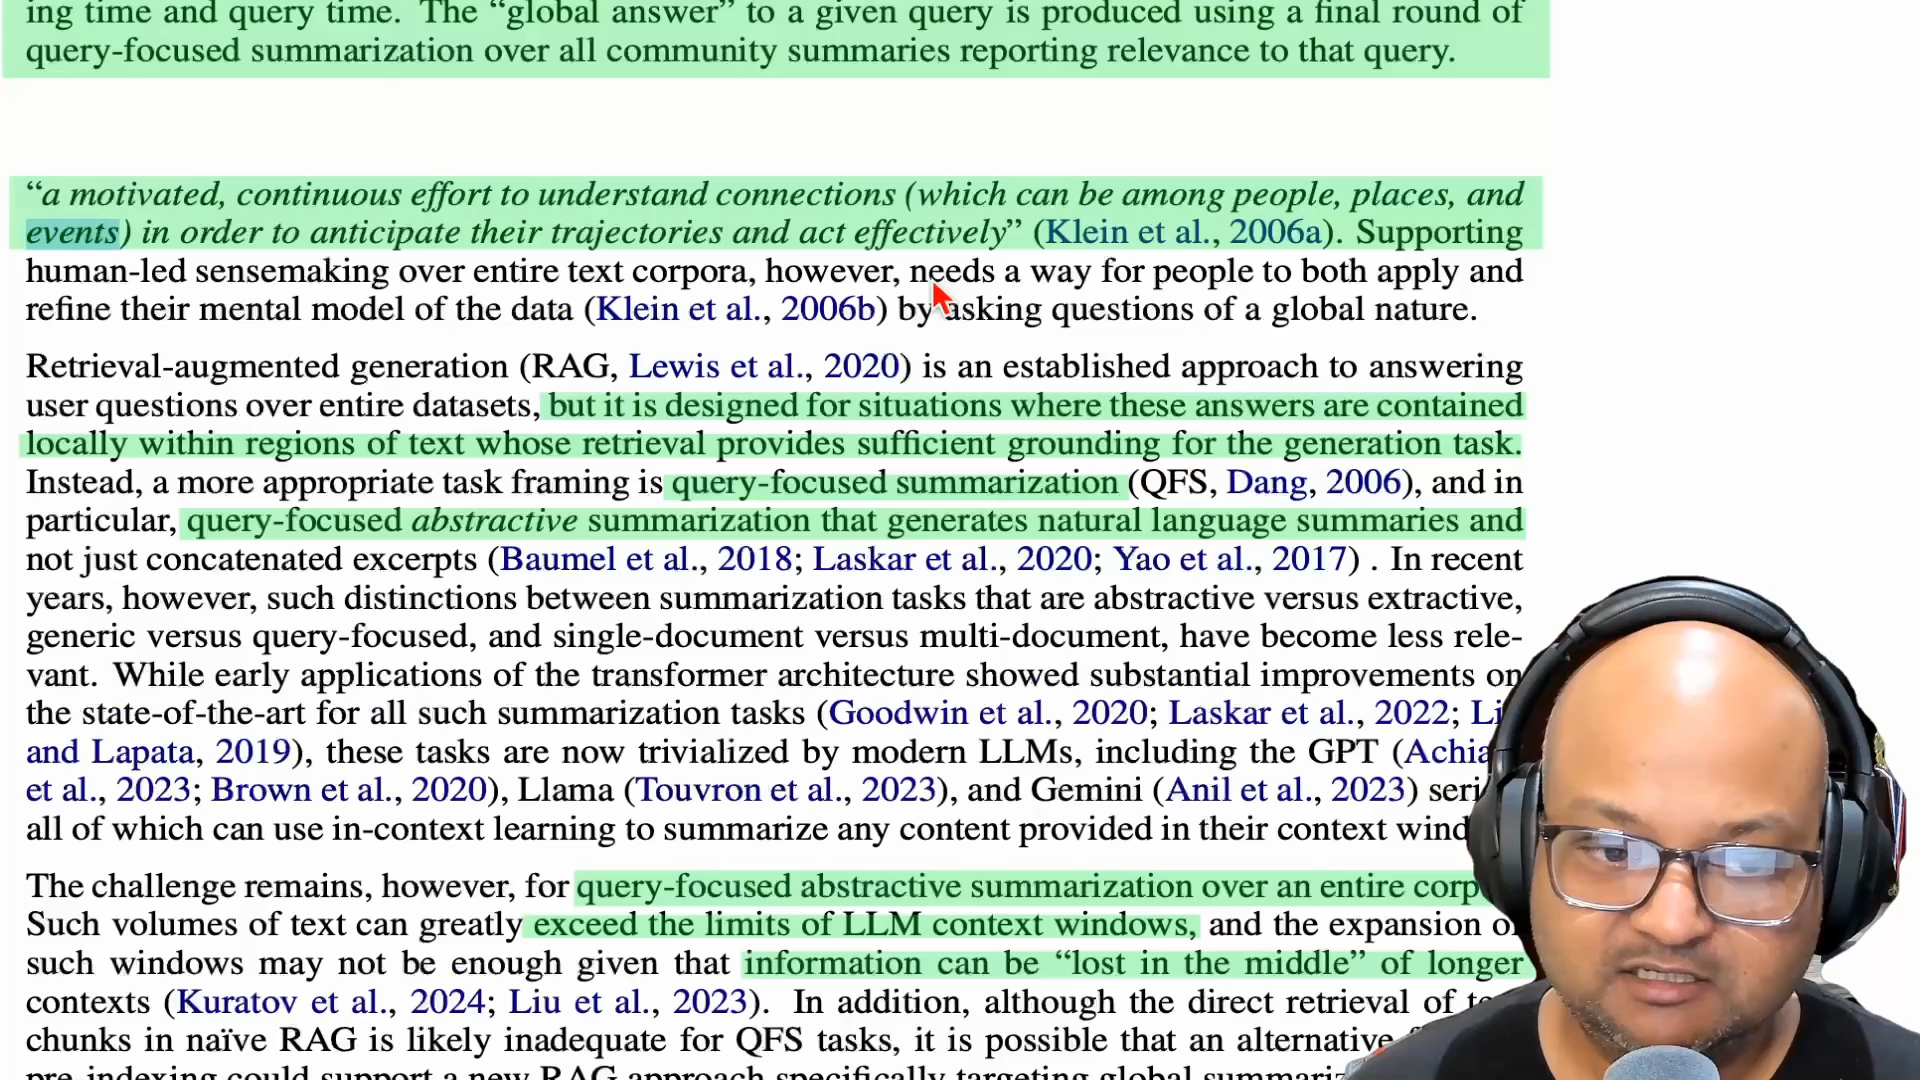 ing time and query time. The “global answer” to a given query is produced using a final round of
query-focused summarization over all community summaries reporting relevance to that query.
“a motivated, continuous effort to understand connections (which can be among people, places, and
events) in order to anticipate their trajectories and act effectively” (Klein et al., 2006a). Supporting
human-led sensemaking over entire text corpora, however, needs a way for people to both apply and
refine their mental model of the data (Klein et al., 2006b) by asking questions of a global nature.
Retrieval-augmented generation (RAG, Lewis et al., 2020) is an established approach to answering
user questions over entire datasets, but it is designed for situations where these answers are contained
locally within regions of text whose retrieval provides sufficient grounding for the generation task.
Instead, a more appropriate task framing is query-focused summarization (QFS, Dang, 2006), and in
particular, query-focused abstractive summarization that generates natural language summaries and
not just concatenated excerpts (Baumel et al., 2018; Laskar et al., 2020; Yao et al., 2017) . In recent
years, however, such distinctions between summarization tasks that are abstractive versus extractive,
generic versus query-focused, and single-document versus multi-document, have become less rele-
vant. While early applications of the transformer architecture showed substantial improvements on
the state-of-the-art for all such summarization tasks (Goodwin et al., 2020; Laskar et al., 2022;
and Lapata, 2019), these tasks are now trivialized by modern LLMs, including the GPT (
et al., 2023; Brown et al., 2020), Llama (Touvron et al., 2023), and Gemini (Anil et al., 2023)
all of which can use in-context learning to summarize any content provided in their context
The challenge remains, however, for query-focused abstractive summarization over an entire
Such volumes of text can greatly exceed the limits of LLM context windows, and the expansion
such windows may not be enough given that information can be “lost in the middle” of longer
contexts (Kuratov et al., 2024; Liu et al., 2023). In addition, although the direct retrieval of
chunks in naïve RAG is likely inadequate for QFS tasks, it is possible that an alternative
pre-indexing could support a new RAG approach specifically targeting global